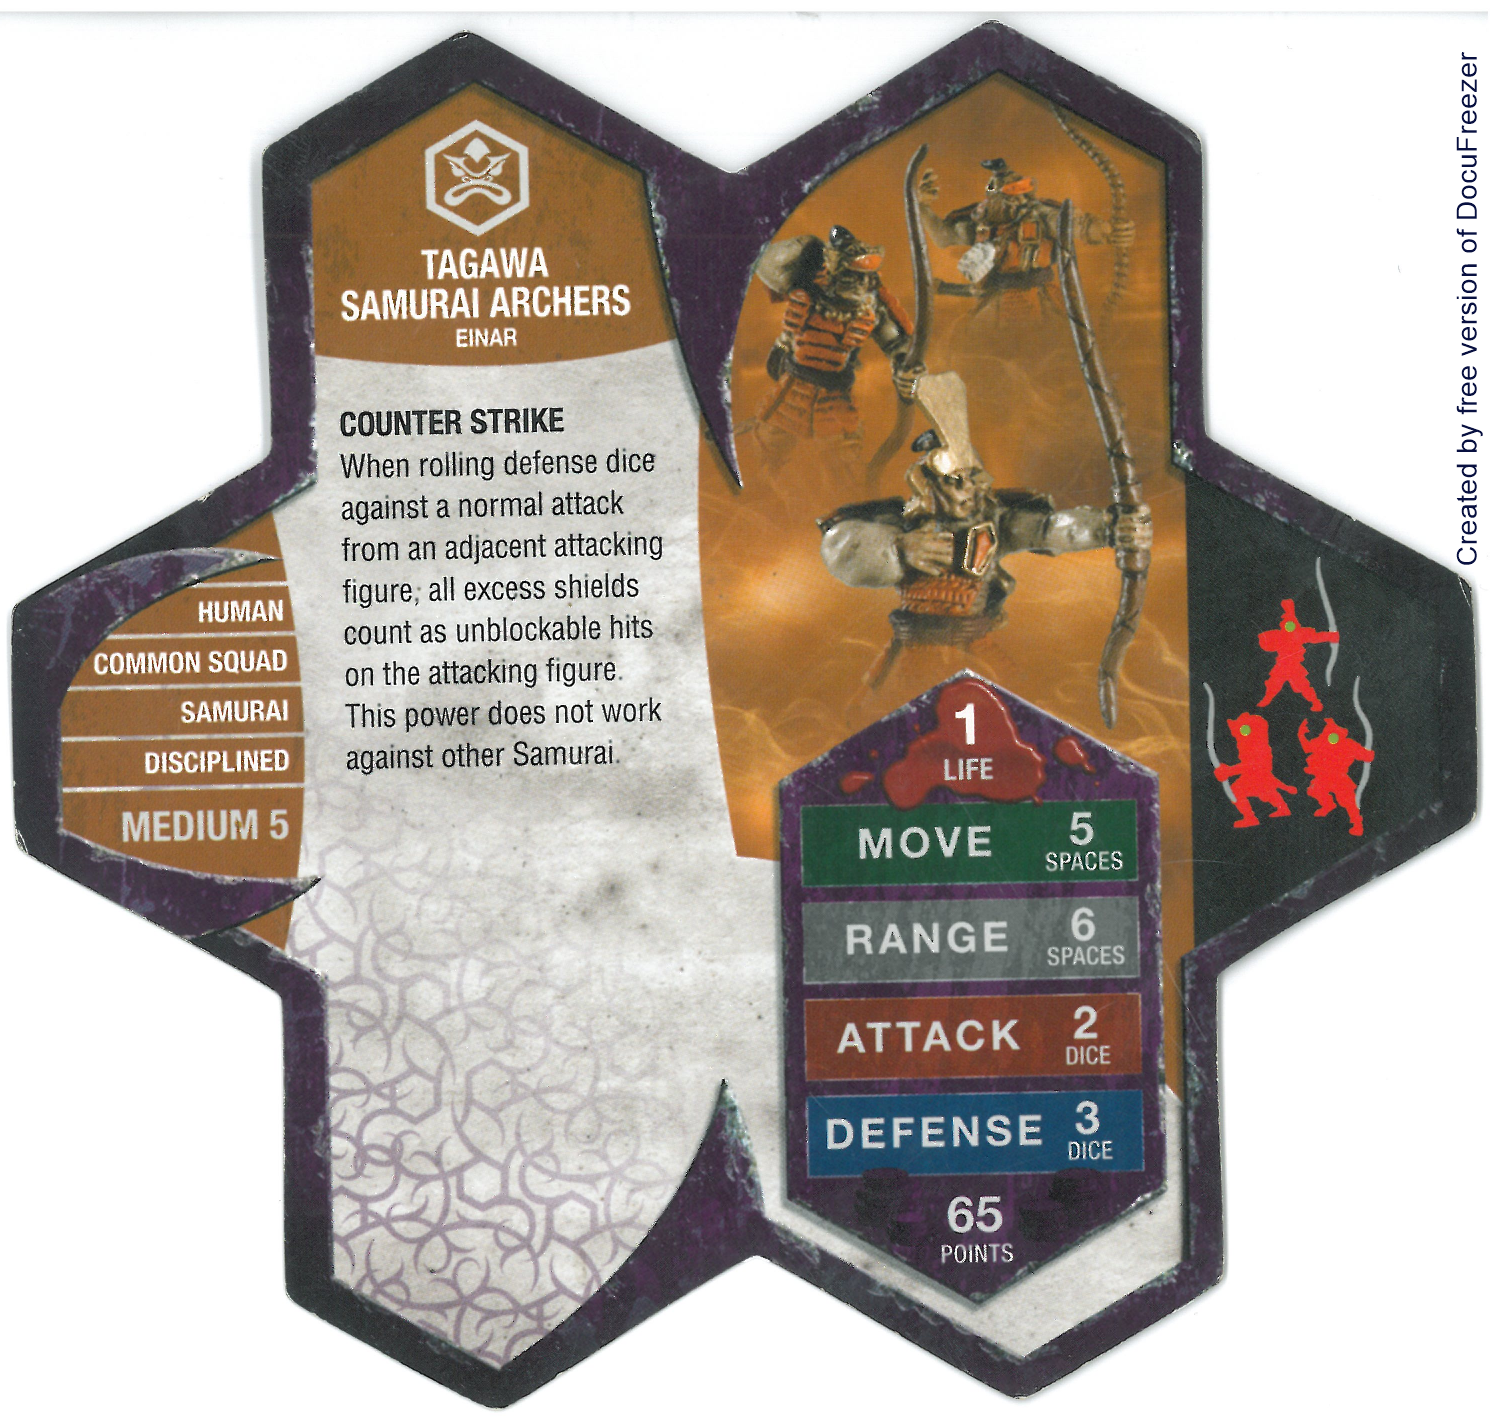 TAGAWA
SAMURAI ARCHERS
EINAR
COUNTER STRIKE
When rolling defense dice
against a normal attack
from an adjacent attacking
figure, all excess shields
count as unblockable hits
on the attacking figure.
This power does not work
against other Samurai.
HUMAN
COMMON SQUAD
SAMURAI
DISCIPLINED
MEDIUM 5
1
LIFE
MOVE 5
SPACES
RANGE 6
SPACES
ATTACK 2
DICE
DEFENSE 3
DICE
65
POINTS
Created by free version of DocuFreezer